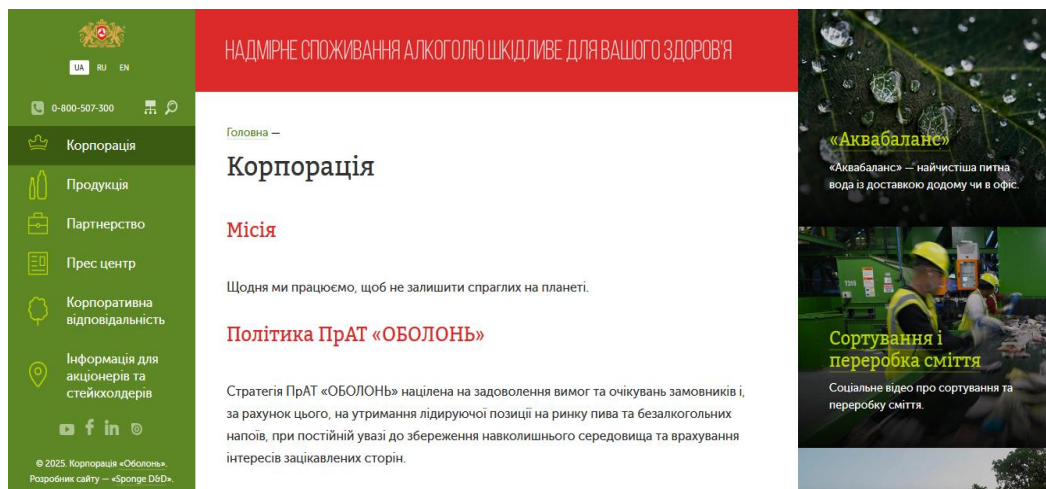 UA RU EN
0-800-507-300
Корпорація
Продукція
Партнерство
Прес центр
Корпоративна
відповідальність
Інформація для
акціонерів та
стейкхолдерів
© 2025. Корпорація «Оболонь».
Розробник сайту — «Sponge D&D».
НАДМІРНЕ СПОЖИВАННЯ АЛКОГОЛЮ ШКІДЛИВЕ ДЛЯ ВАШОГО ЗДОРОВ'Я
Головна —
Корпорація
Місія
Щодня ми працюємо, щоб не залишити спраглих на планеті.
Політика ПрАТ «ОБОЛОНЬ»
Стратегія ПрАТ «ОБОЛОНЬ» націлена на задоволення вимог та очікувань замовників і,
за рахунок цього, на утримання лідируючої позиції на ринку пива та безалкогольних
напоїв, при постійній увазі до збереження навколишнього середовища та врахування
інтересів зацікавлених сторін.
«Аквабаланс»
«Аквабаланс» — найчистіша питна
вода із доставкою додому чи в офіс.
Сортування і
переробка сміття
Соціальне відео про сортування та
переробку сміття.